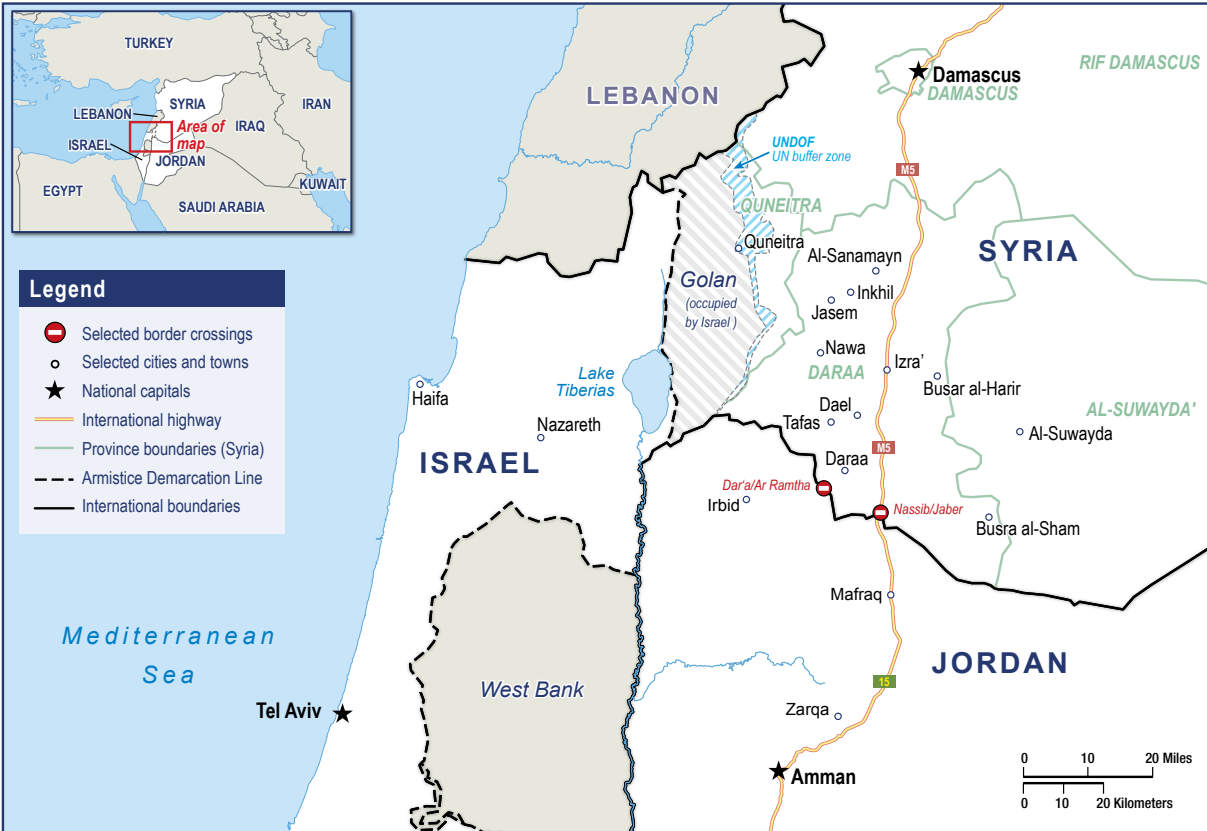 TURKEY
SYRIA
LEBANON
IRAN
Area of
map
IRAQ
ISRAEL
JORDAN
EGYPT
KUWAIT
SAUDI ARABIA
Legend
Selected border crossings
Selected cities and towns
National capitals
International highway
Province boundaries (Syria)
Armistice Demarcation Line
International boundaries
LEBANON
Damascus
DAMASCUS
RIF DAMASCUS
UNDOF
UN buffer zone
M5
QUNEITRA
Quneitra
SYRIA
Al-Sanamayn
Inkhil
Jasem
Golan
(occupied
by Israel )
Nawa
Izra’
DARAA
Busar al-Harir
Lake
Tiberias
Haifa
Dael
AL-SUWAYDA'
Tafas
Nazareth
Al-Suwayda
M5
ISRAEL
Daraa
Dar'a/Ar Ramtha
Irbid
Nassib/Jaber
Busra al-Sham
Mafraq
Mediterranean
Sea
JORDAN
15
West Bank
Tel Aviv
Zarqa
Amman
0 10 20 Miles
0 10 20 Kilometers